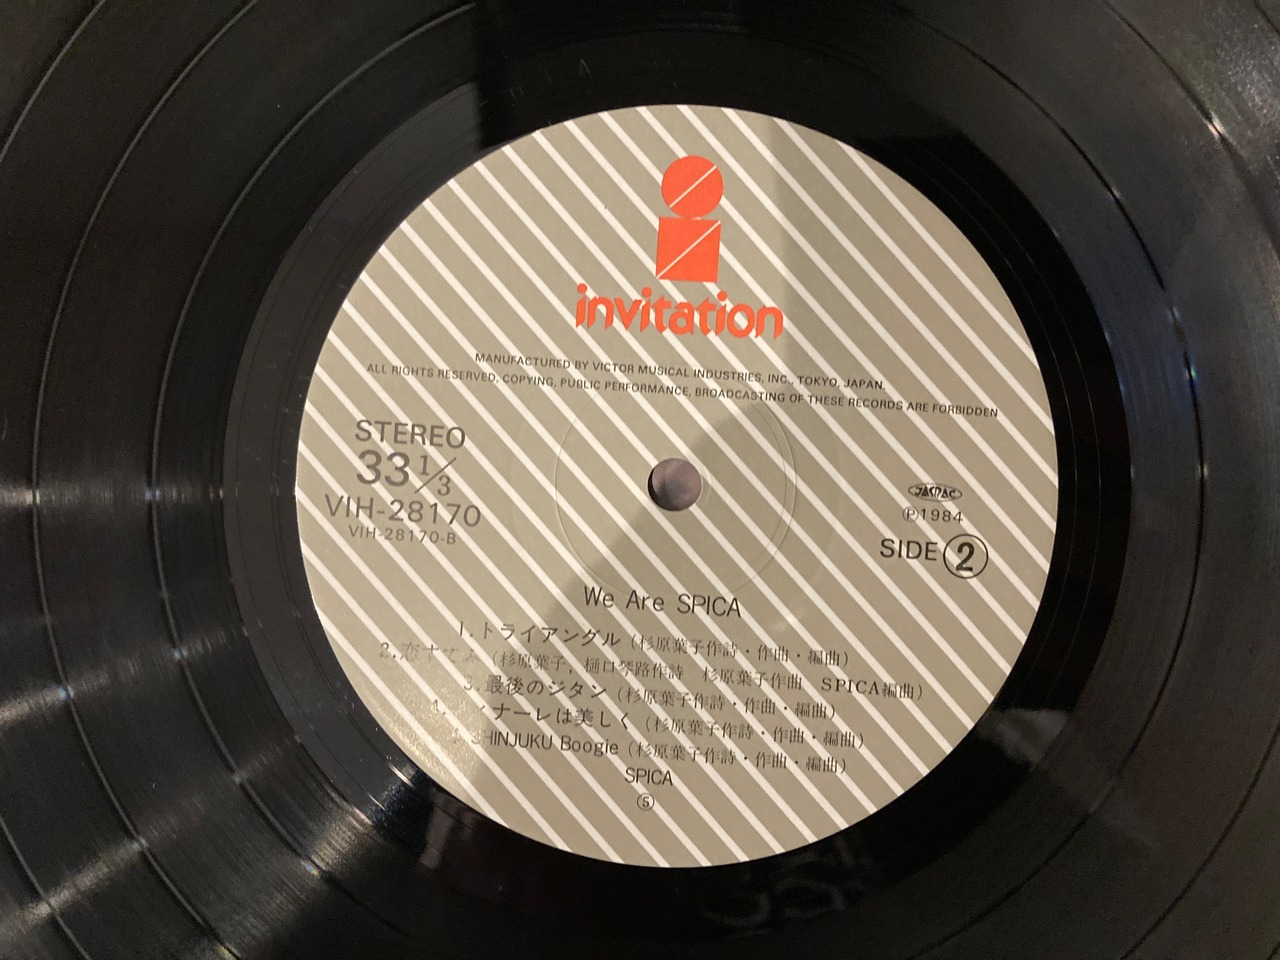 invitation
MANUFACTURED BY VICTOR MUSICAL INDUSTRIES, INC., TOKYO, JAPAN.
ALL RIGHTS RESERVED, COPYING, PUBLIC PERFORMANCE, BROADCASTING OF THESE RECORDS ARE FORBIDDEN
STEREO
33 1/3
VIH-28170
VIH-28170-B
JASRAC
Ⓟ1984
SIDE ②
We Are SPICA
1.トライアングル(杉原葉子作詩・作曲・編曲)
2.(杉原葉子,樋口琴路作詩 杉原葉子作曲 SPICA編曲)
3.最後のジタン(杉原葉子作詩・作曲・編曲)
ィナーレは美しく(杉原葉子作詩・作曲・編曲)
SHINJUKU Boogie(杉原葉子作詩・作曲・編曲)
SPICA
⑤